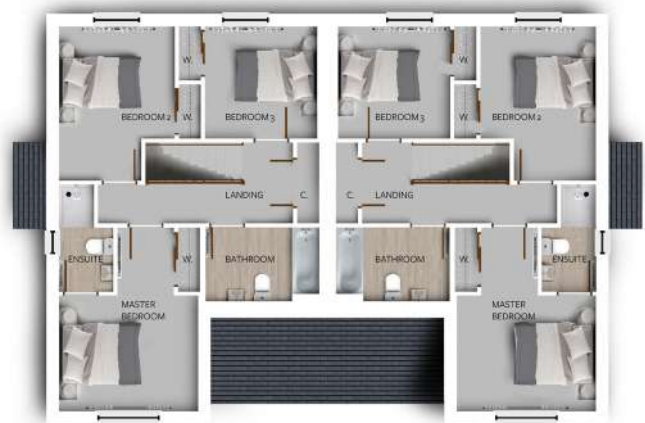 W. W.
BEDROOM 2 W. BEDROOM 3 BEDROOM 3 W. BEDROOM 2
LANDING C. C. LANDING
ENSUITE W. BATHROOM BATHROOM W. ENSUITE
MASTER
BEDROOM
MASTER
BEDROOM